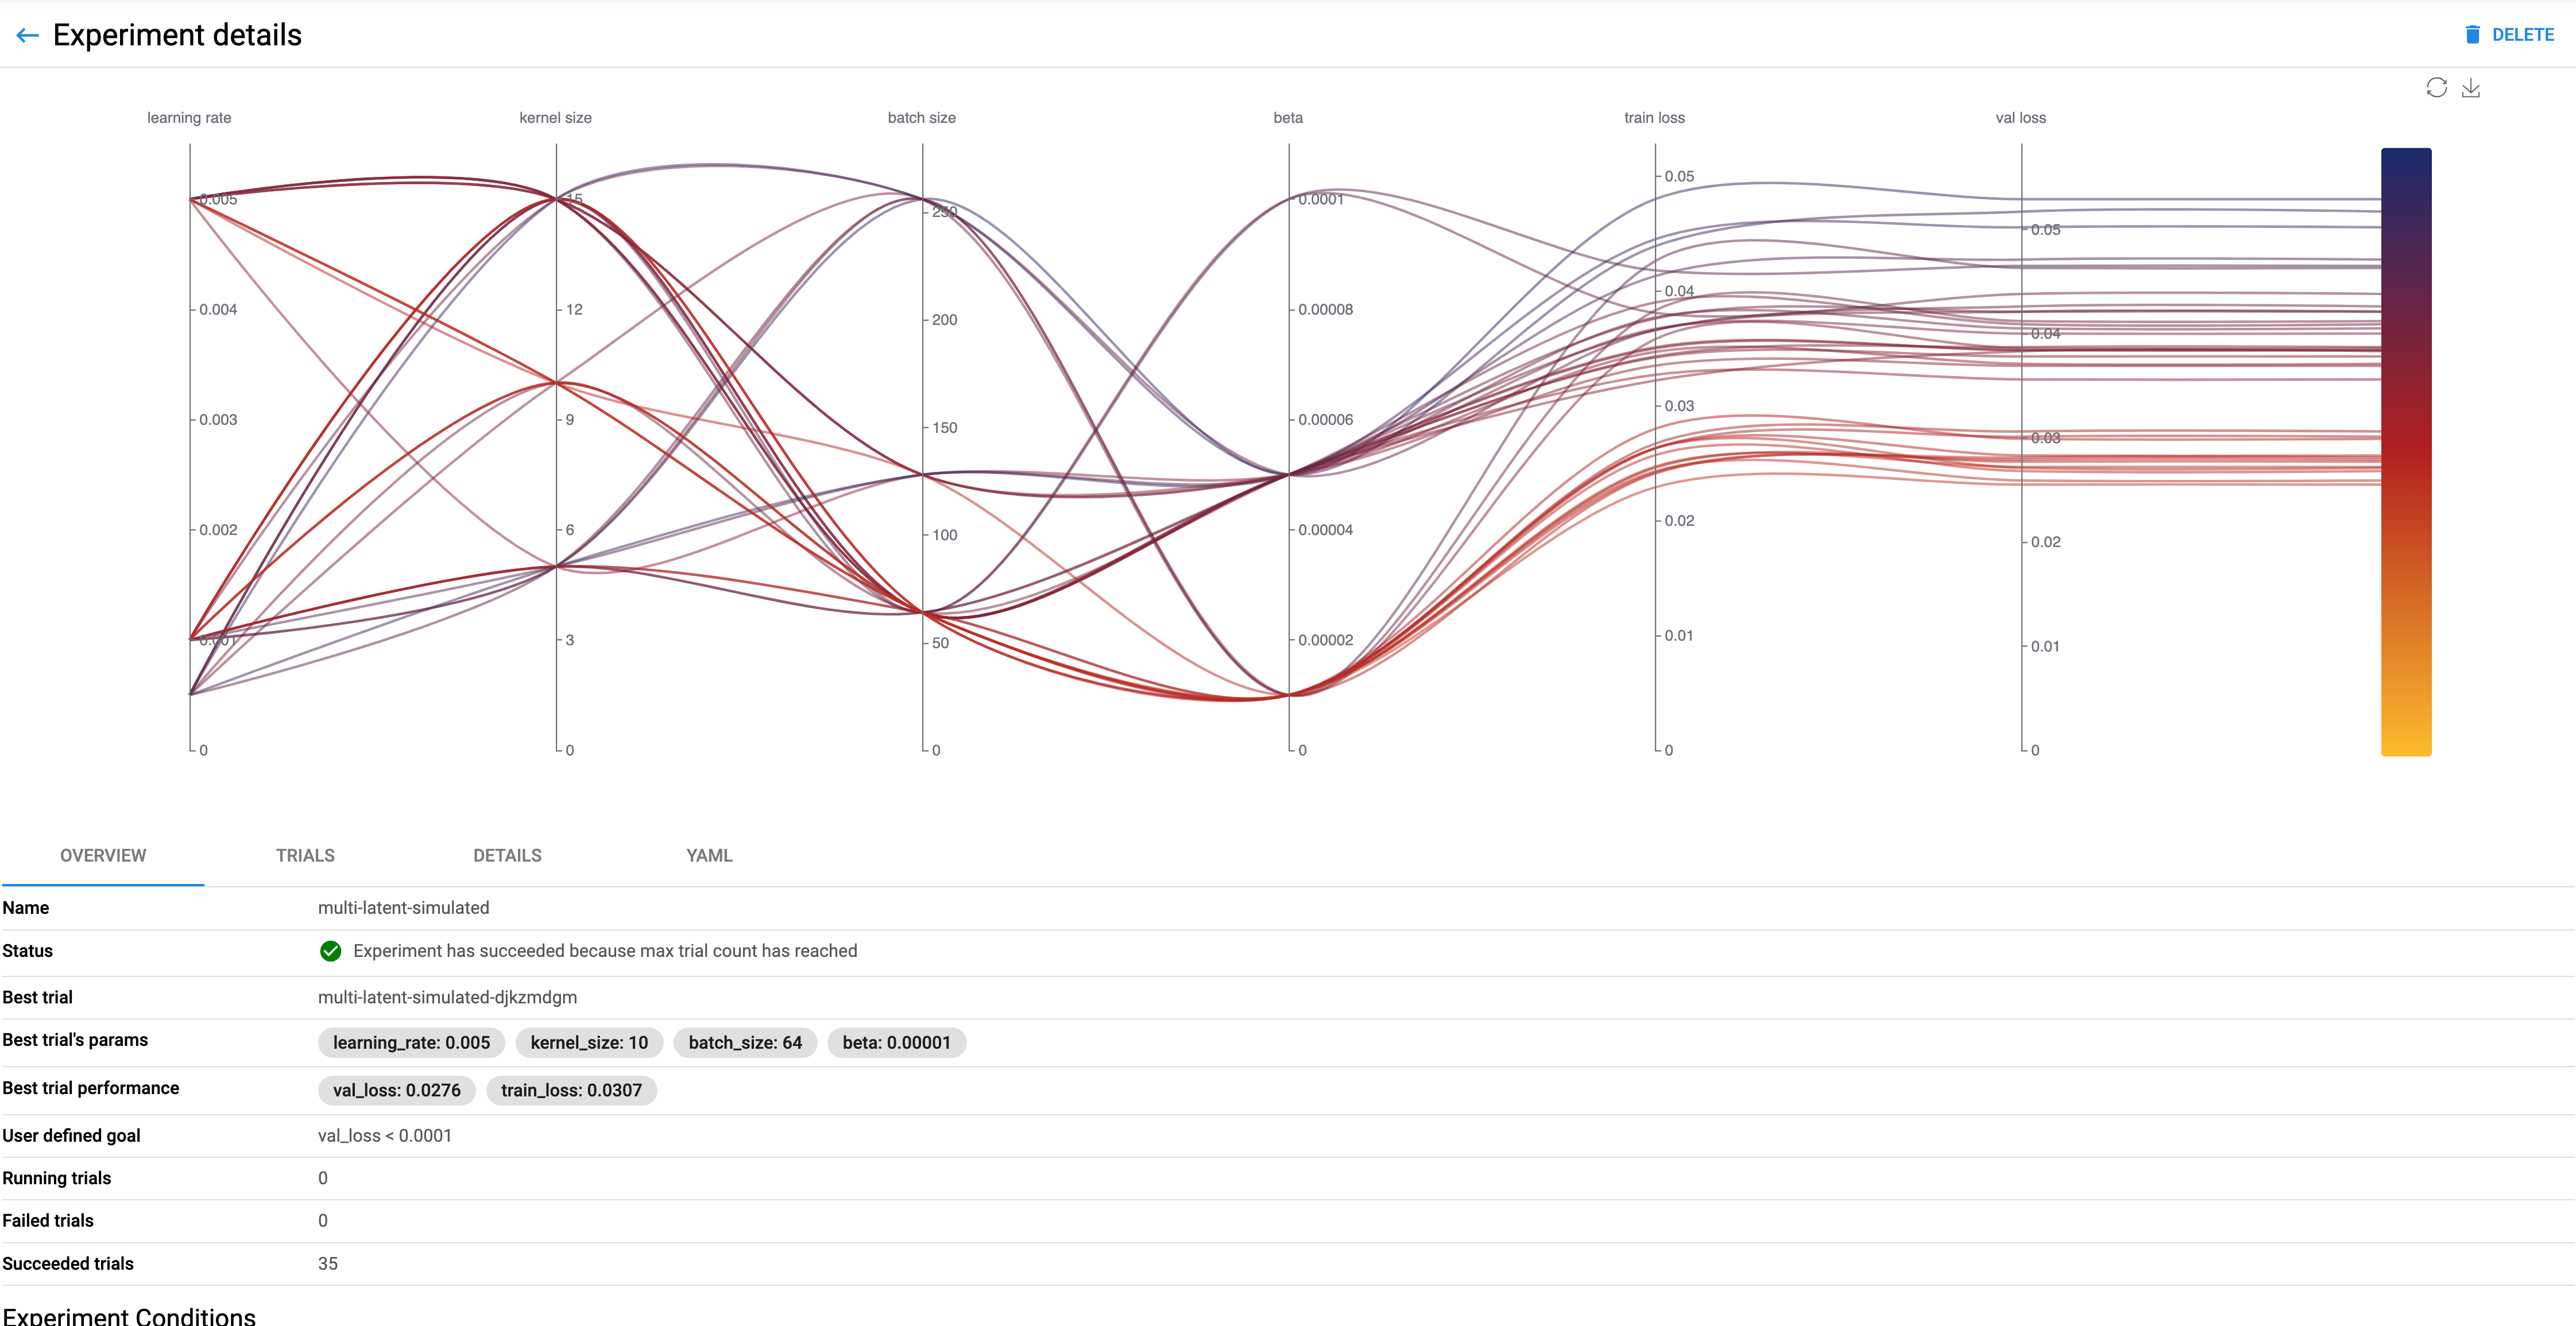 Experiment details
DELETE
learning rate kernel size batch size beta train loss val loss
0.005
0.004
0.003
0.002
0.001
0
15
12
9
6
3
0
250
200
150
100
50
0
0.0001
0.00008
0.00006
0.00004
0.00002
0
0.05
0.04
0.03
0.02
0.01
0
0.05
0.04
0.03
0.02
0.01
0
OVERVIEW TRIALS DETAILS YAML
Name multi-latent-simulated
Status Experiment has succeeded because max trial count has reached
Best trial multi-latent-simulated-djkzmdgm
Best trial's params learning_rate: 0.005 kernel_size: 10 batch_size: 64 beta: 0.00001
Best trial performance val_loss: 0.0276 train_loss: 0.0307
User defined goal val_loss < 0.0001
Running trials 0
Failed trials 0
Succeeded trials 35
Experiment Conditions